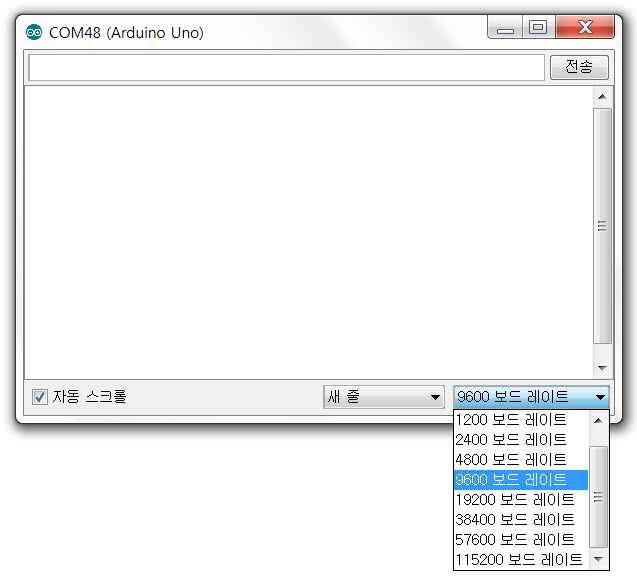 COM48 (Arduino Uno)
전송
자동 스크롤
새 줄
9600 보드 레이트
1200 보드 레이트
2400 보드 레이트
4800 보드 레이트
9600 보드 레이트
19200 보드 레이트
38400 보드 레이트
57600 보드 레이트
115200 보드 레이트